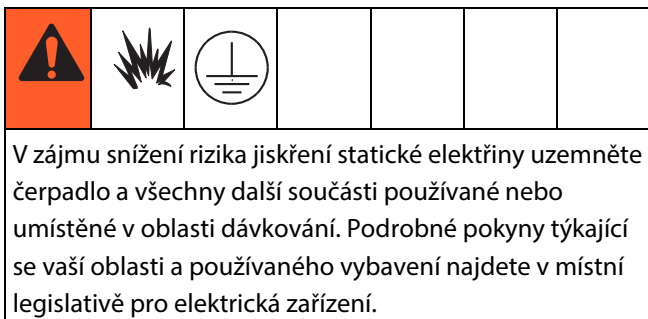 V zájmu snížení rizika jiskření statické elektřiny uzemněte
čerpadlo a všechny další součásti používané nebo
umístěné v oblasti dávkování. Podrobné pokyny týkající
se vaší oblasti a používaného vybavení najdete v místní
legislativě pro elektrická zařízení.